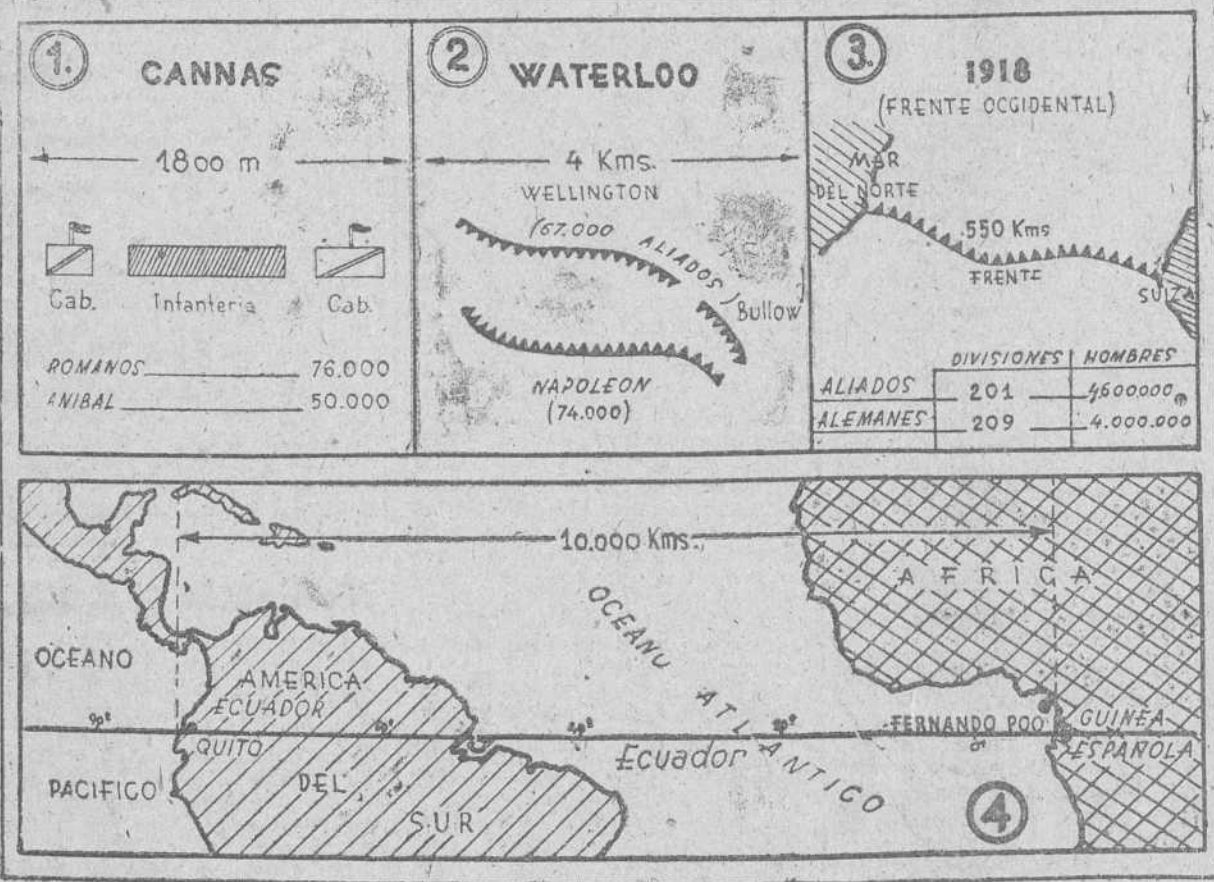 1.
CANNAS
1800 m
Cab.
Infanteria
Cab.
ROMANOS 76.000
ANIBAL 50.000
2
WATERLOO
4 Kms.
WELLINGTON
(67.000 ALIADOS)
Bullow
NAPOLEON
(74.000)
3.
1918
(FRENTE OCCIDENTAL)
MAR
DEL NORTE
550 Kms
FRENTE
SUIZA
DIVISIONES HOMBRES
ALIADOS 201 4600.000
ALEMANES 209 4.000.000
10.000 Kms.
AFRICA
OCEANO ATLANTICO
OCEANO
PACIFICO
AMERICA
ECUADOR
QUITO
DEL
SUR
Ecuador
FERNANDO POO
GUINEA
ESPAÑOLA
4